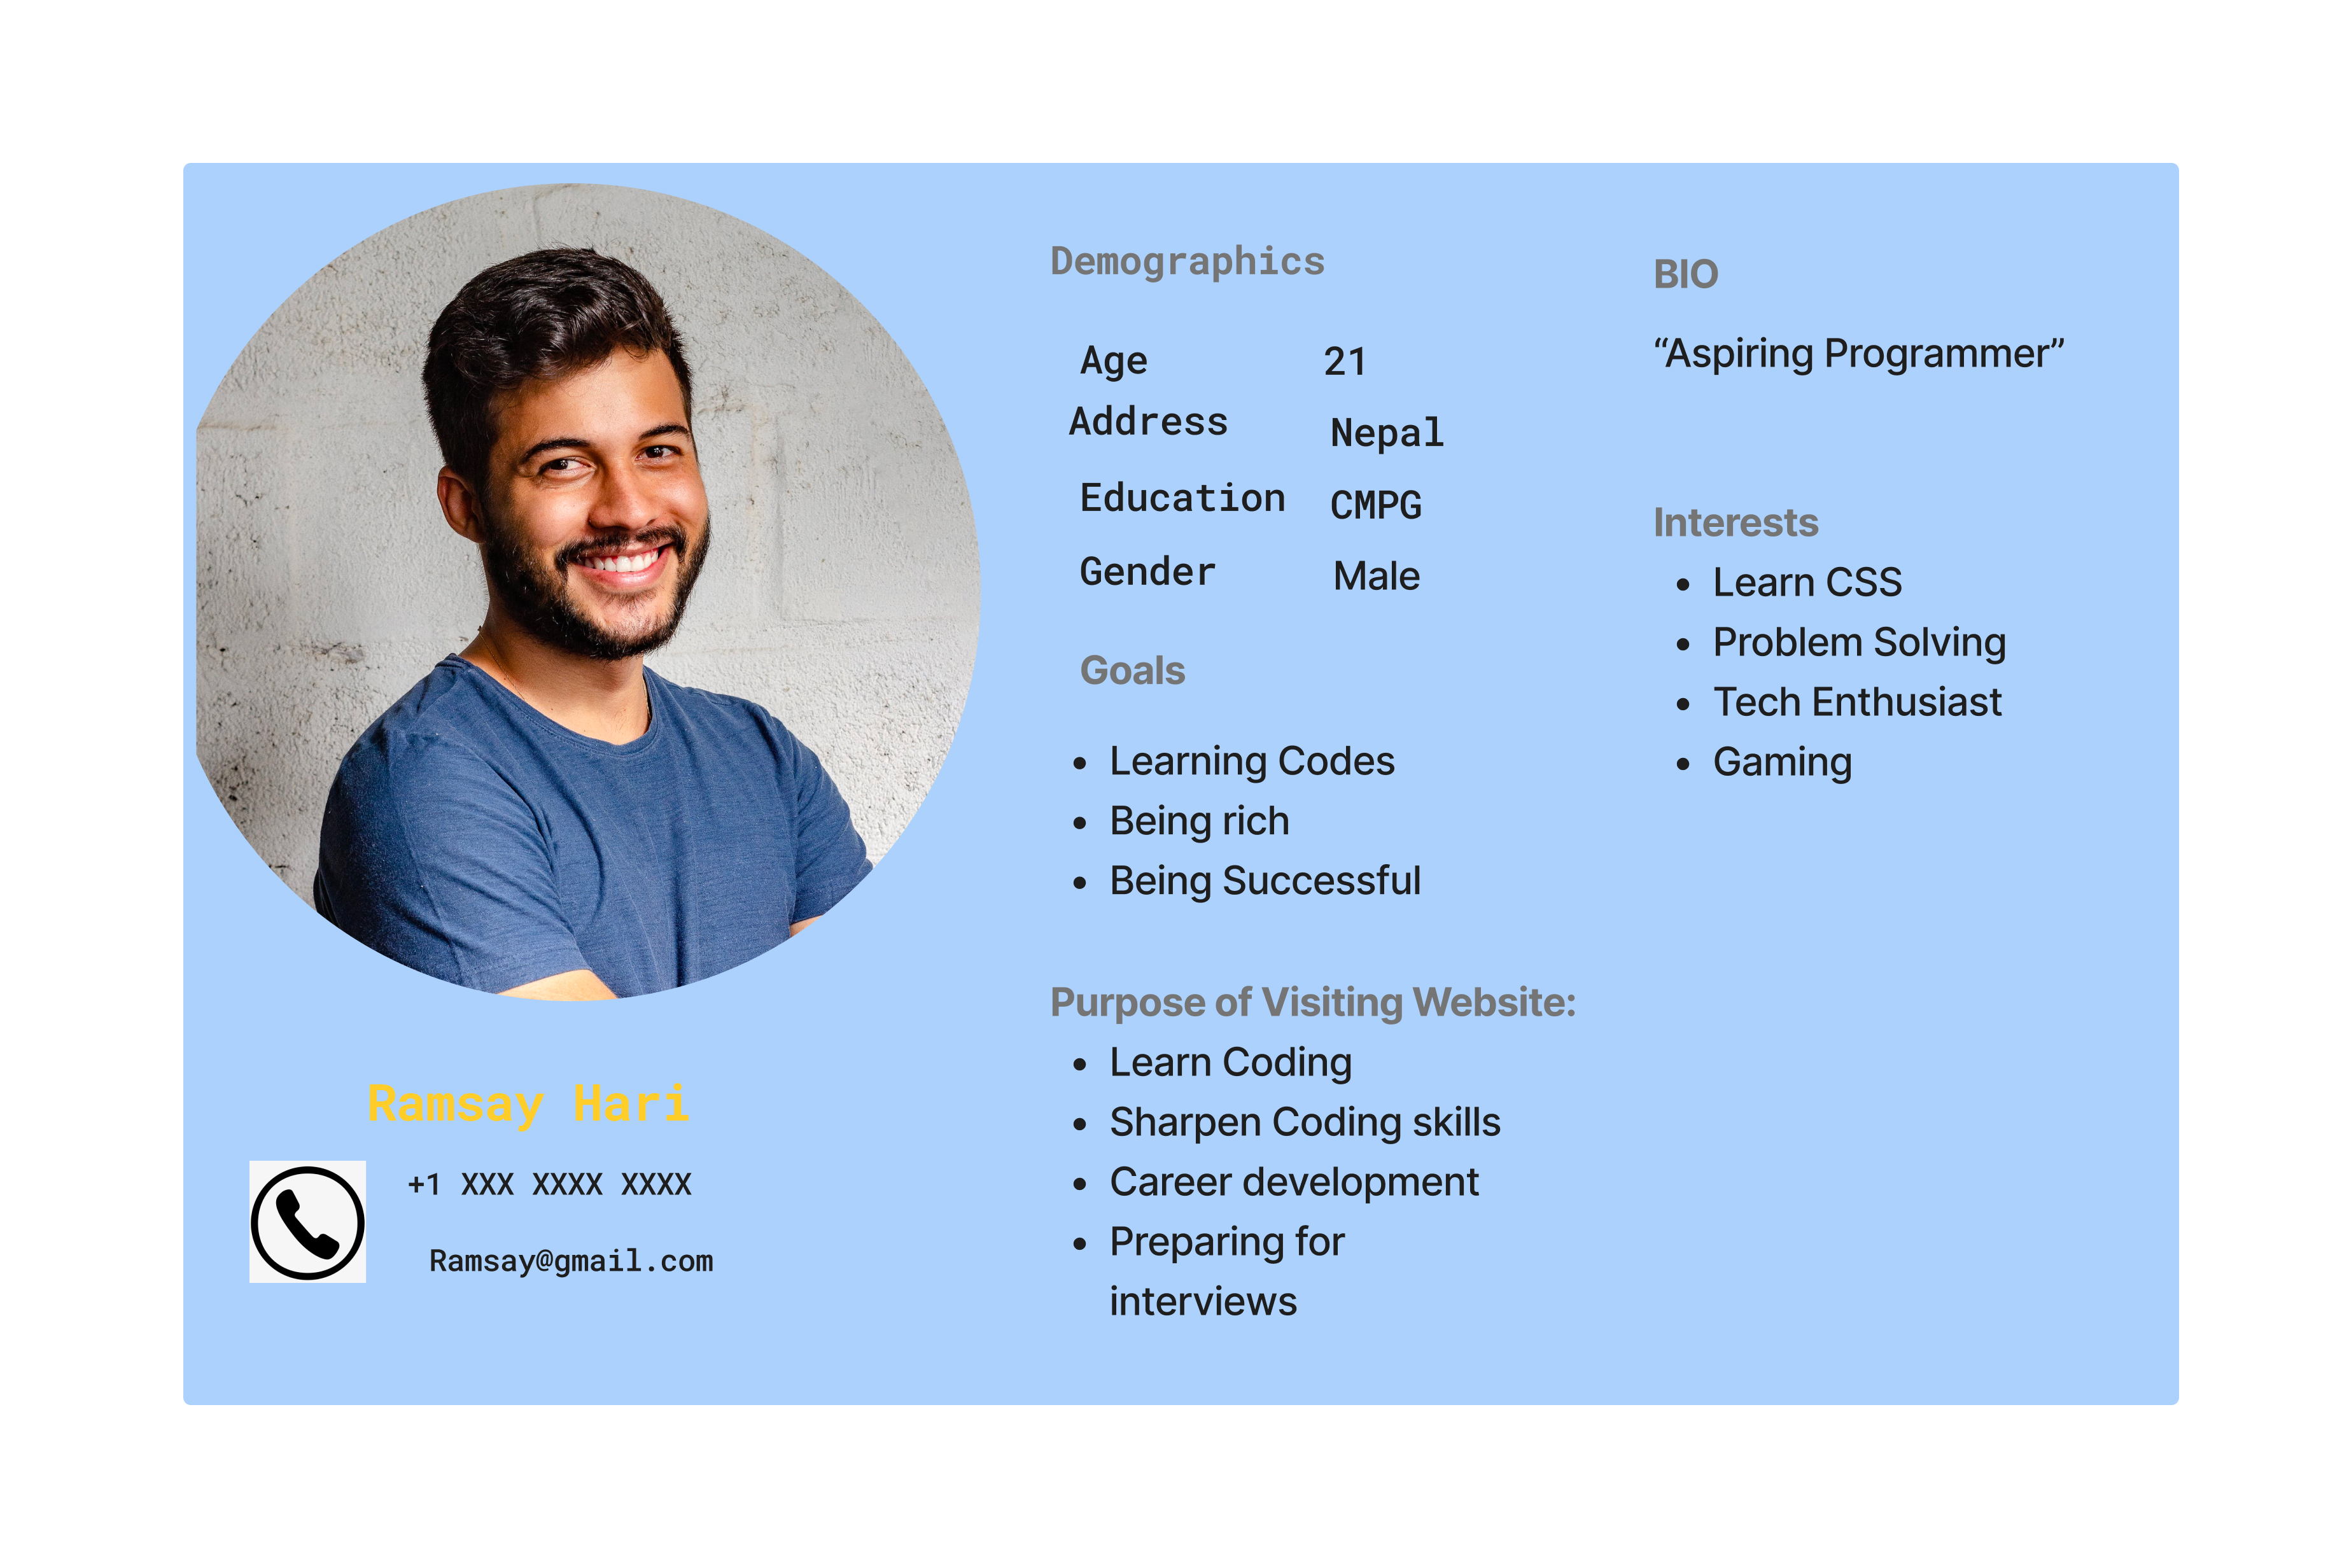 Ramsay Hari
+1 XXX XXXX XXXX
Ramsay@gmail.com
Demographics
Age 21
Address Nepal
Education CMPG
Gender Male
Goals
• Learning Codes
• Being rich
• Being Successful
Purpose of Visiting Website:
• Learn Coding
• Sharpen Coding skills
• Career development
• Preparing for
interviews
BIO
“Aspiring Programmer”
Interests
• Learn CSS
• Problem Solving
• Tech Enthusiast
• Gaming